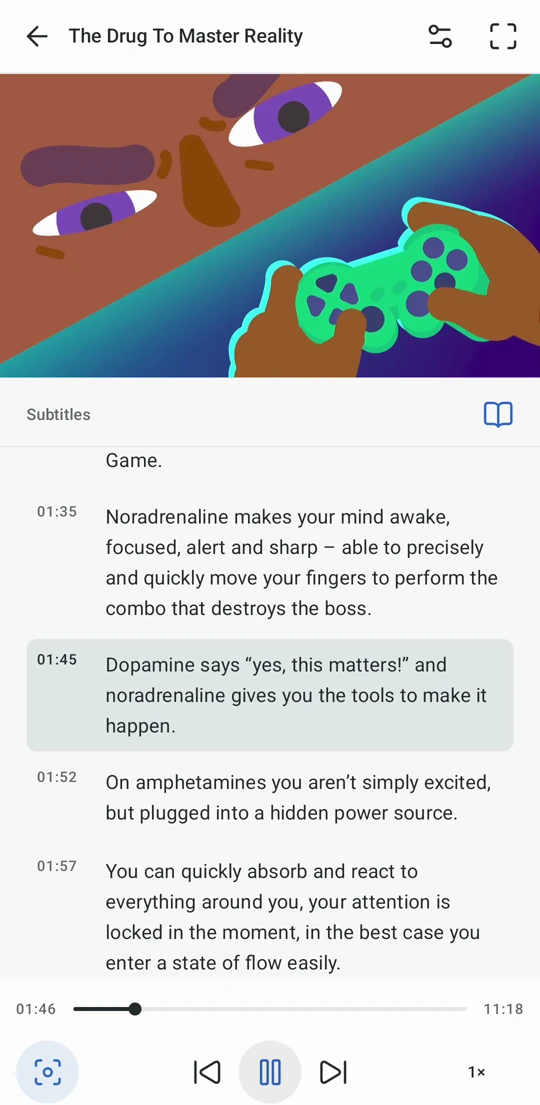 The Drug To Master Reality
Subtitles
Game.
01:35
Noradrenaline makes your mind awake,
focused, alert and sharp – able to precisely
and quickly move your fingers to perform the
combo that destroys the boss.
01:45
Dopamine says “yes, this matters!” and
noradrenaline gives you the tools to make it
happen.
01:52
On amphetamines you aren’t simply excited,
but plugged into a hidden power source.
01:57
You can quickly absorb and react to
everything around you, your attention is
locked in the moment, in the best case you
enter a state of flow easily.
01:46
11:18
1×